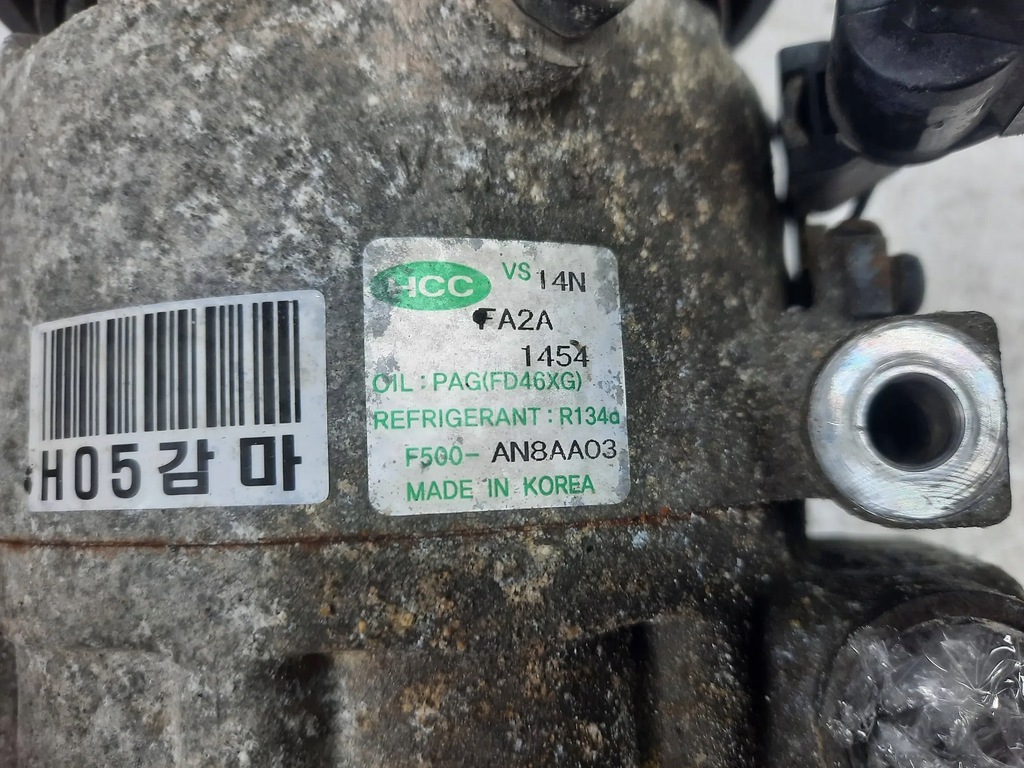 HCC VS 14N
FA2A
1454
OIL : PAG(FD46XG)
REFRIGERANT : R134a
F500- AN8AA03
MADE IN KOREA
H05감 마